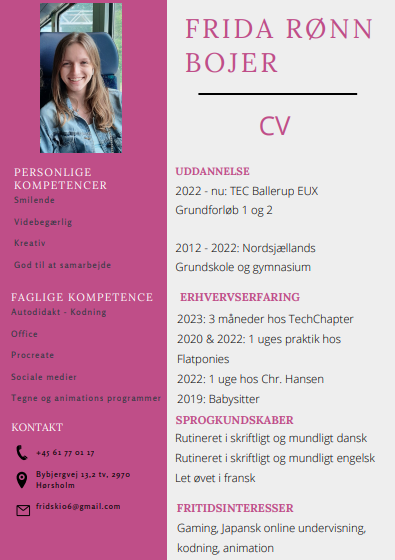 FRIDA RØNN
BOJER
CV
PERSONLIGE
KOMPETENCER
Smilende
Videbegærlig
Kreativ
God til at samarbejde
FAGLIGE KOMPETENCE
Autodidakt - Kodning
Office
Procreate
Sociale medier
Tegne og animations programmer
KONTAKT
+45 61 77 01 17
Bybjergvej 13,2 tv, 2970
Hørsholm
fridski06@gmail.com
UDDANNELSE
2022 - nu: TEC Ballerup EUX
Grundforløb 1 og 2
2012 - 2022: Nordsjællands
Grundskole og gymnasium
ERHVERVSERFARING
2023: 3 måneder hos TechChapter
2020 & 2022: 1 uges praktik hos
Flatponies
2022: 1 uge hos Chr. Hansen
2019: Babysitter
SPROGKUNDSKABER
Rutineret i skriftligt og mundligt dansk
Rutineret i skriftligt og mundligt engelsk
Let øvet i fransk
FRITIDSINTERESSER
Gaming, Japansk online undervisning,
kodning, animation